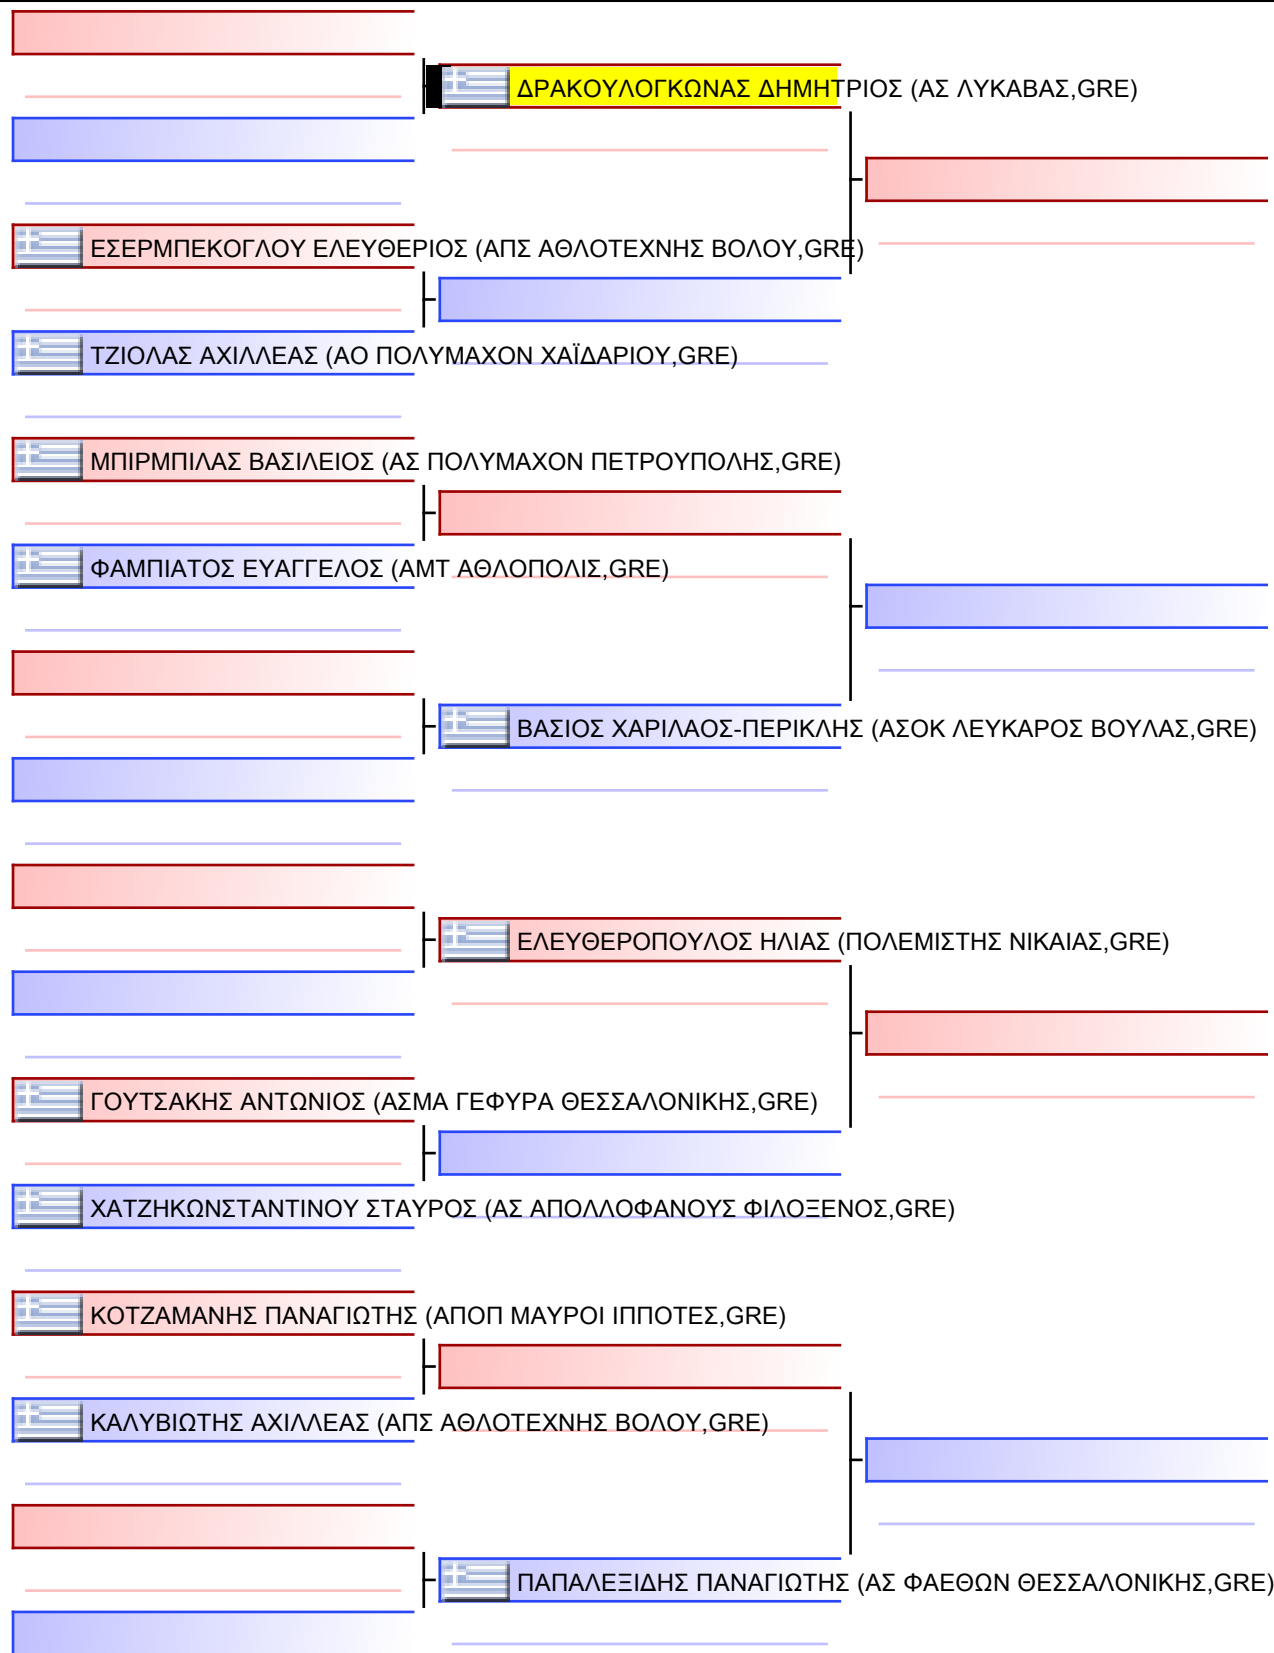 ΔΡΑΚΟΥΛΟΓΚΩΝΑΣ ΔΗΜΗΤΡΙΟΣ (ΑΣ ΛΥΚΑΒΑΣ,GRE)
ΕΣΕΡΜΠΕΚΟΓΛΟΥ ΕΛΕΥΘΕΡΙΟΣ (ΑΠΣ ΑΘΛΟΤΕΧΝΗΣ ΒΟΛΟΥ,GRE)
ΤΖΙΟΛΑΣ ΑΧΙΛΛΕΑΣ (ΑΟ ΠΟΛΥΜΑΧΟΝ ΧΑΪΔΑΡΙΟΥ,GRE)
ΜΠΙΡΜΠΙΛΑΣ ΒΑΣΙΛΕΙΟΣ (ΑΣ ΠΟΛΥΜΑΧΟΝ ΠΕΤΡΟΥΠΟΛΗΣ,GRE)
ΦΑΜΠΙΑΤΟΣ ΕΥΑΓΓΕΛΟΣ (ΑΜΤ ΑΘΛΟΠΟΛΙΣ,GRE)
ΒΑΣΙΟΣ ΧΑΡΙΛΑΟΣ-ΠΕΡΙΚΛΗΣ (ΑΣΟΚ ΛΕΥΚΑΡΟΣ ΒΟΥΛΑΣ,GRE)
ΕΛΕΥΘΕΡΟΠΟΥΛΟΣ ΗΛΙΑΣ (ΠΟΛΕΜΙΣΤΗΣ ΝΙΚΑΙΑΣ,GRE)
ΓΟΥΤΣΑΚΗΣ ΑΝΤΩΝΙΟΣ (ΑΣΜΑ ΓΕΦΥΡΑ ΘΕΣΣΑΛΟΝΙΚΗΣ,GRE)
ΧΑΤΖΗΚΩΝΣΤΑΝΤΙΝΟΥ ΣΤΑΥΡΟΣ (ΑΣ ΑΠΟΛΛΟΦΑΝΟΥΣ ΦΙΛΟΞΕΝΟΣ,GRE)
ΚΟΤΖΑΜΑΝΗΣ ΠΑΝΑΓΙΩΤΗΣ (ΑΠΟΠ ΜΑΥΡΟΙ ΙΠΠΟΤΕΣ,GRE)
ΚΑΛΥΒΙΩΤΗΣ ΑΧΙΛΛΕΑΣ (ΑΠΣ ΑΘΛΟΤΕΧΝΗΣ ΒΟΛΟΥ,GRE)
ΠΑΠΑΛΕΞΙΔΗΣ ΠΑΝΑΓΙΩΤΗΣ (ΑΣ ΦΑΕΘΩΝ ΘΕΣΣΑΛΟΝΙΚΗΣ,GRE)